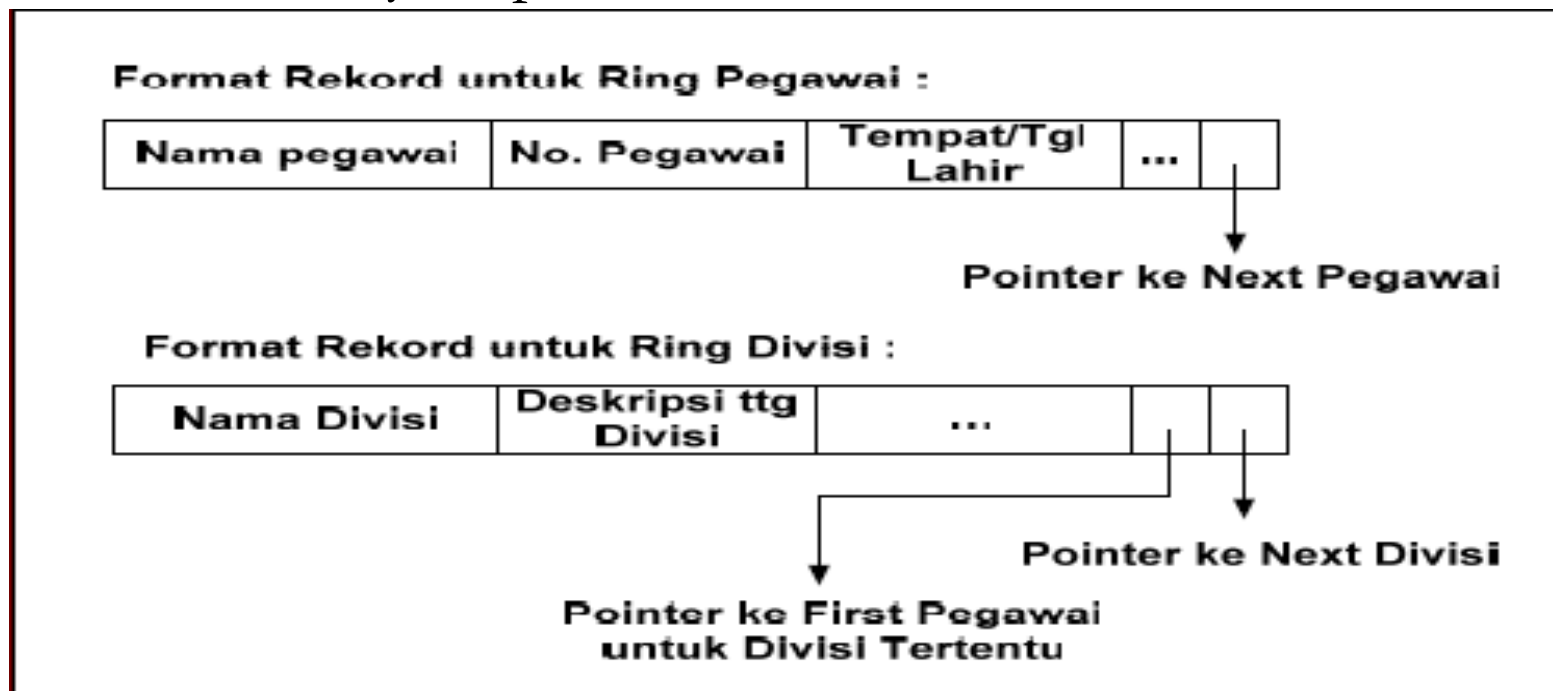 Format Rekord untuk Ring Pegawai :
Nama pegawai
No. Pegawai
Tempat/Tgl
Lahir
...
Pointer ke Next Pegawai
Format Rekord untuk Ring Divisi :
Nama Divisi
Deskripsi ttg
Divisi
...
Pointer ke Next Divisi
Pointer ke First Pegawai
untuk Divisi Tertentu